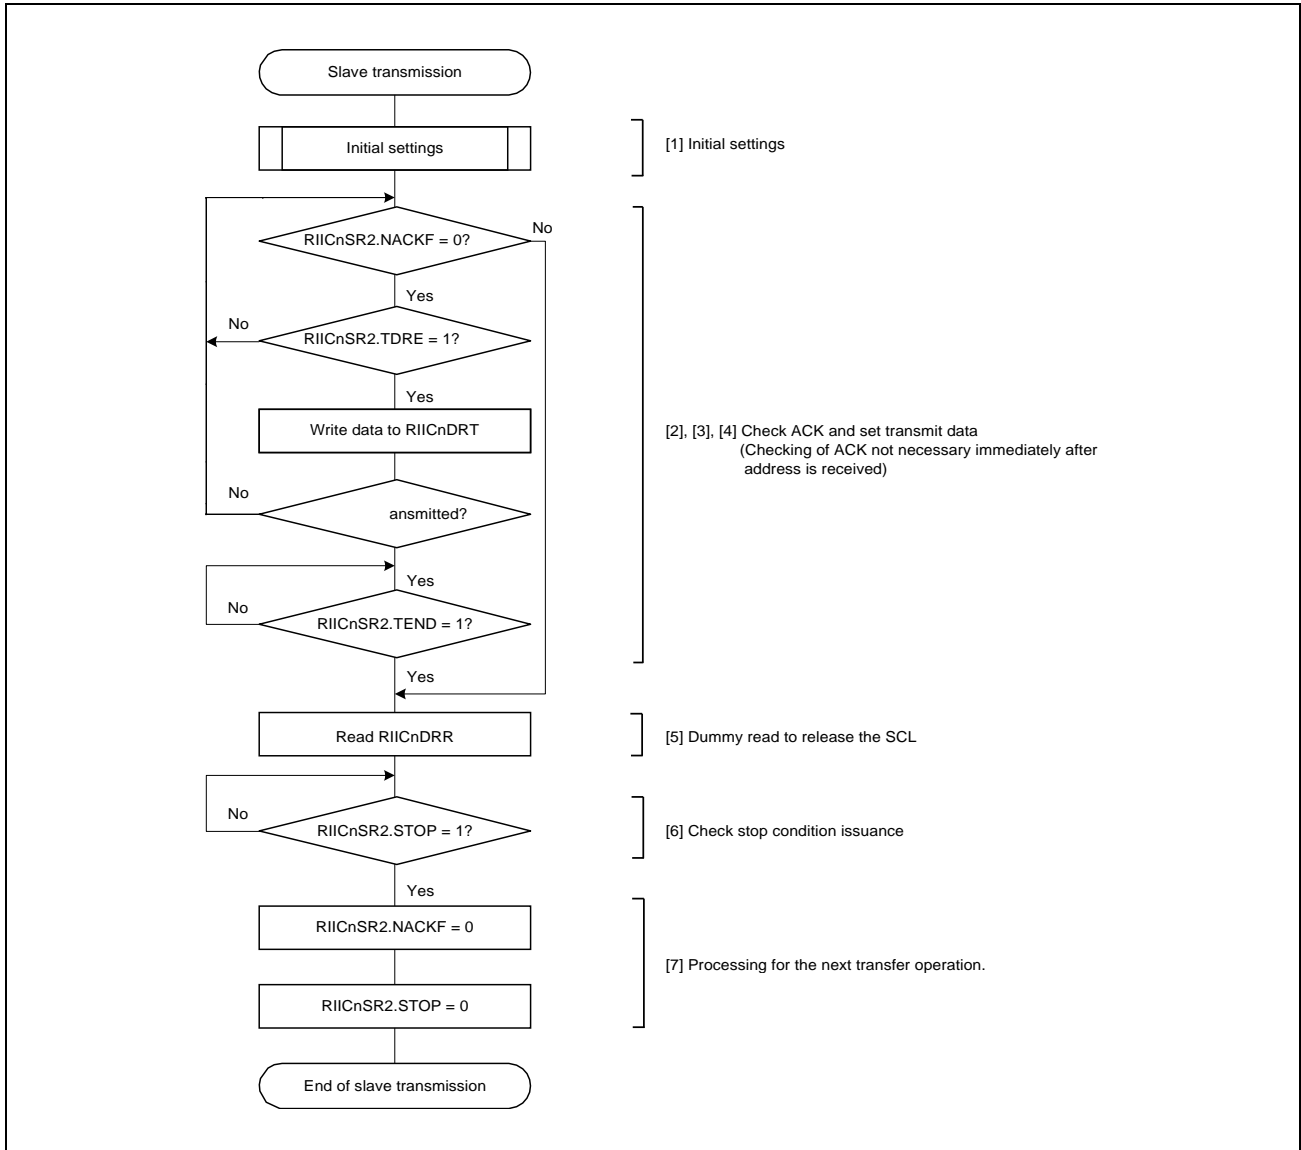 Slave transmission
Initial settings
[1] Initial settings
RIICnSR2.NACKF = 0?
No
Yes
No
RIICnSR2.TDRE = 1?
Yes
Write data to RIICnDRT
[2], [3], [4] Check ACK and set transmit data
(Checking of ACK not necessary immediately after
address is received)
No
ansmitted?
Yes
No
RIICnSR2.TEND = 1?
Yes
Read RIICnDRR
[5] Dummy read to release the SCL
No
RIICnSR2.STOP = 1?
[6] Check stop condition issuance
Yes
RIICnSR2.NACKF = 0
[7] Processing for the next transfer operation.
RIICnSR2.STOP = 0
End of slave transmission